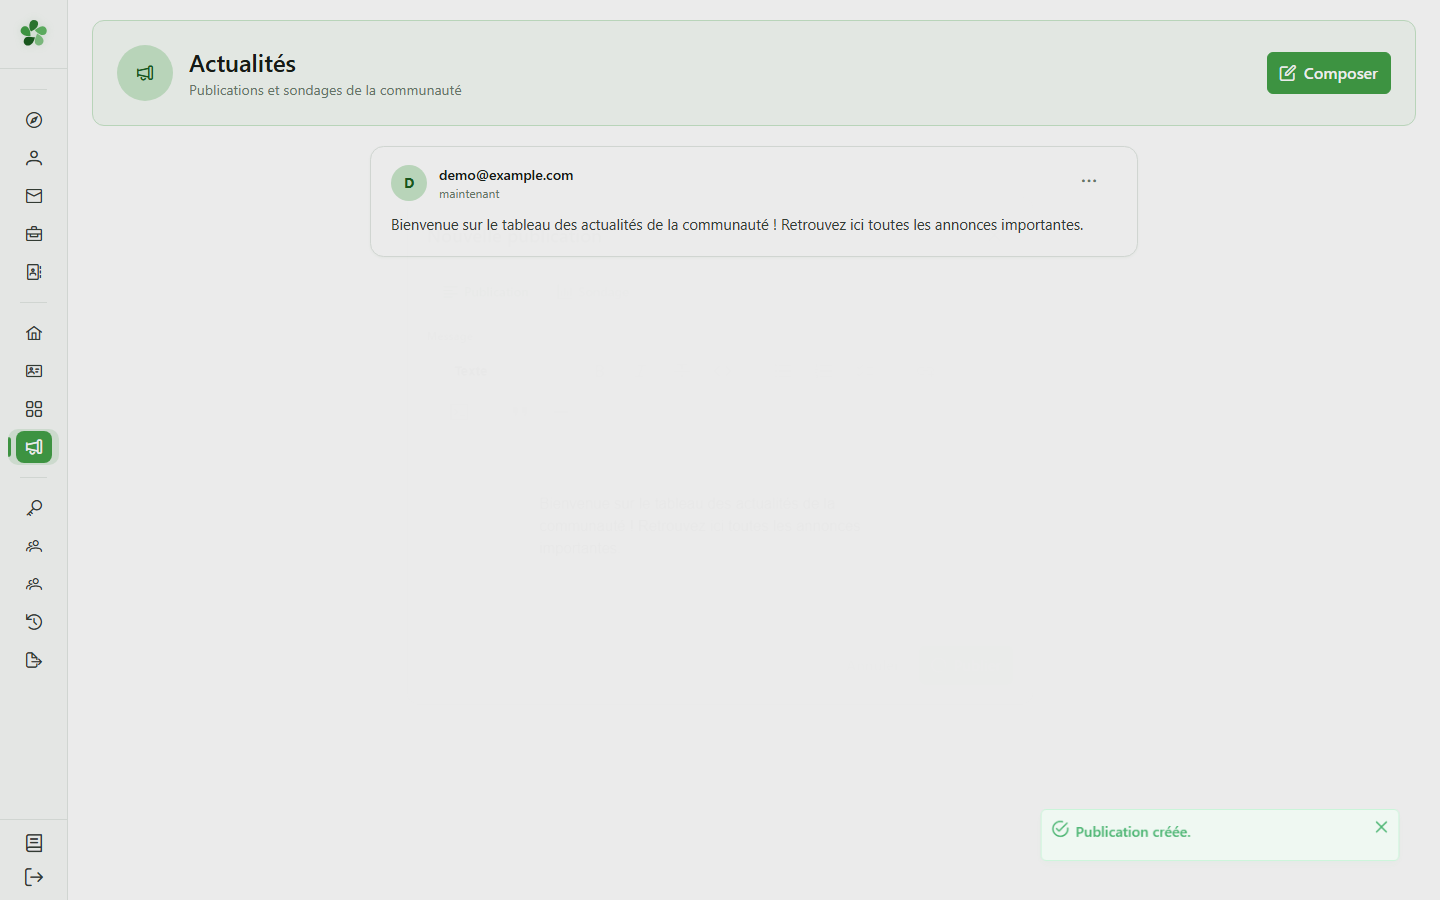 Actualités
Publications et sondages de la communauté
Composer
D
demo@example.com
maintenant
Bienvenue sur le tableau des actualités de la communauté ! Retrouvez ici toutes les annonces importantes.
Publication créée.